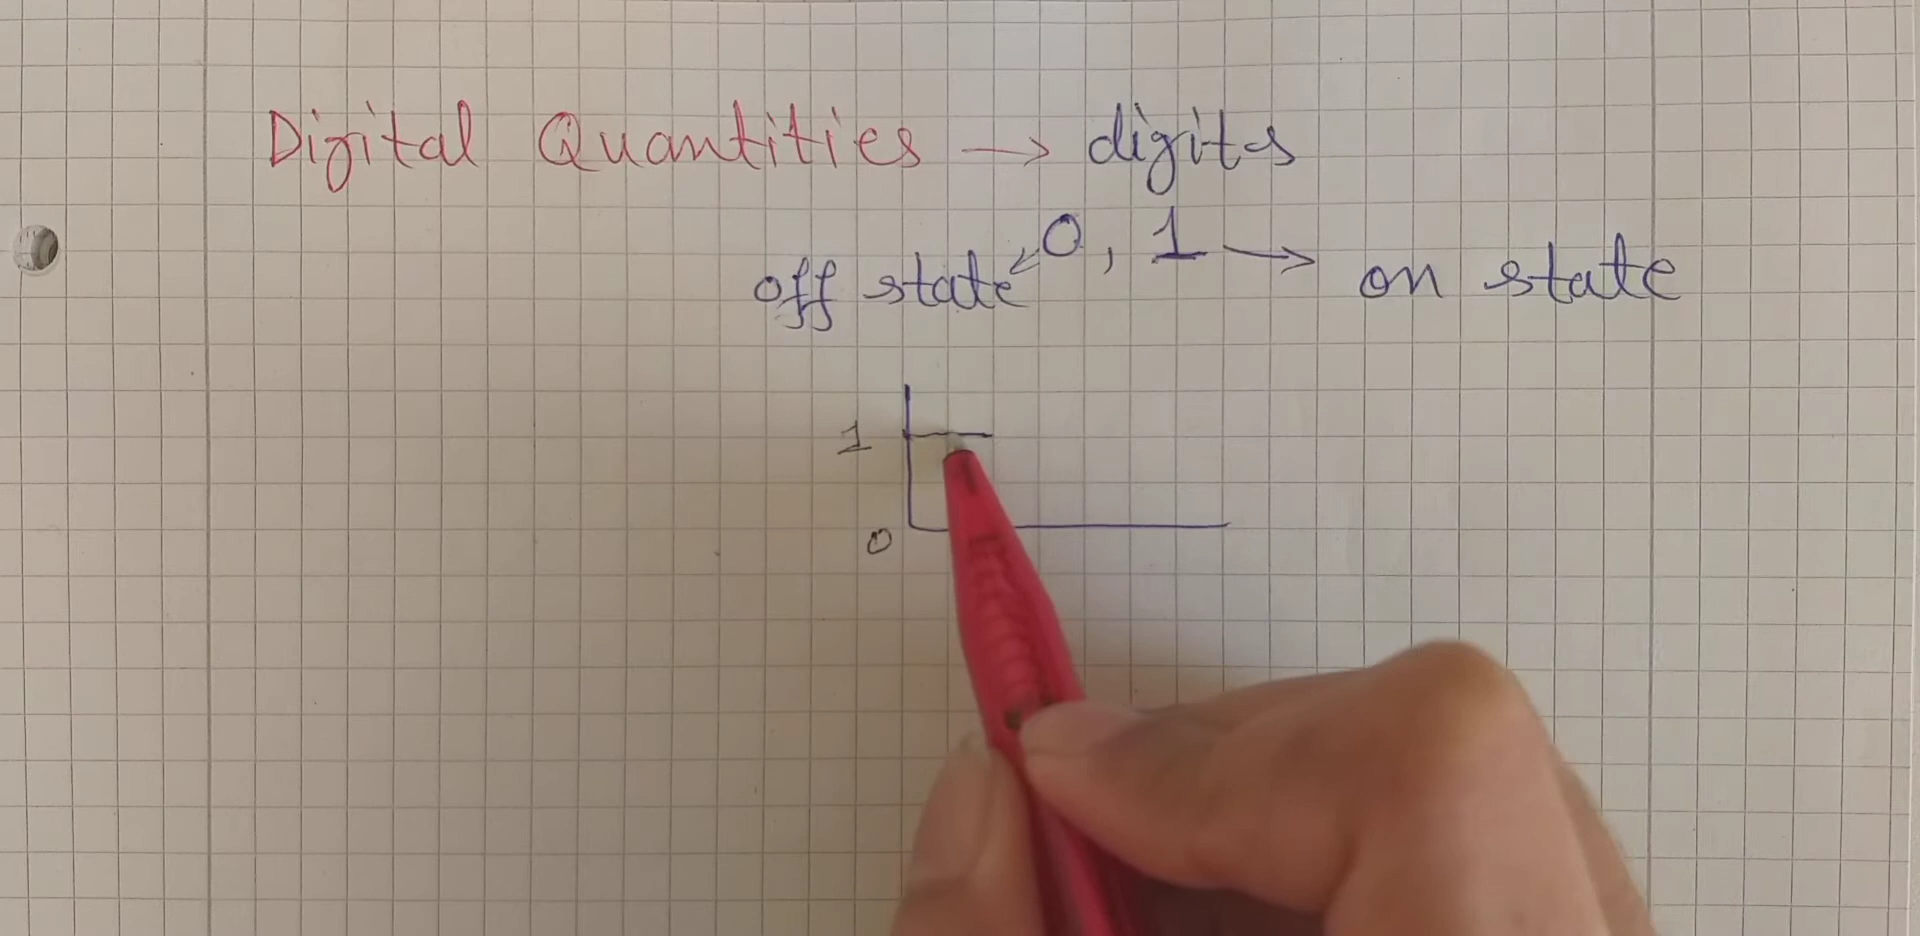 Digital Quantities → digits
0, 1 → on state
off state ↙
1
0